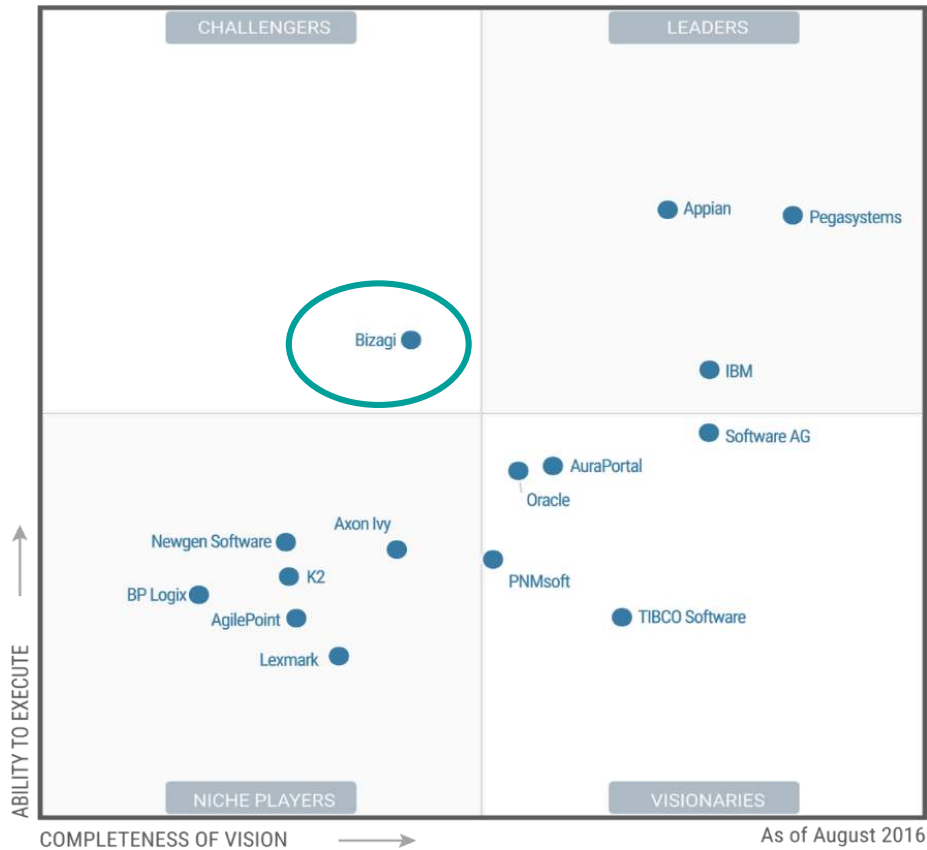 CHALLENGERS
LEADERS
Appian
Pegasystems
Bizagi
IBM
Software AG
AuraPortal
Oracle
Axon Ivy
Newgen Software
K2
PNMsoft
BP Logix
AgilePoint
TIBCO Software
Lexmark
ABILITY TO EXECUTE
NICHE PLAYERS
VISIONARIES
COMPLETENESS OF VISION
As of August 2016